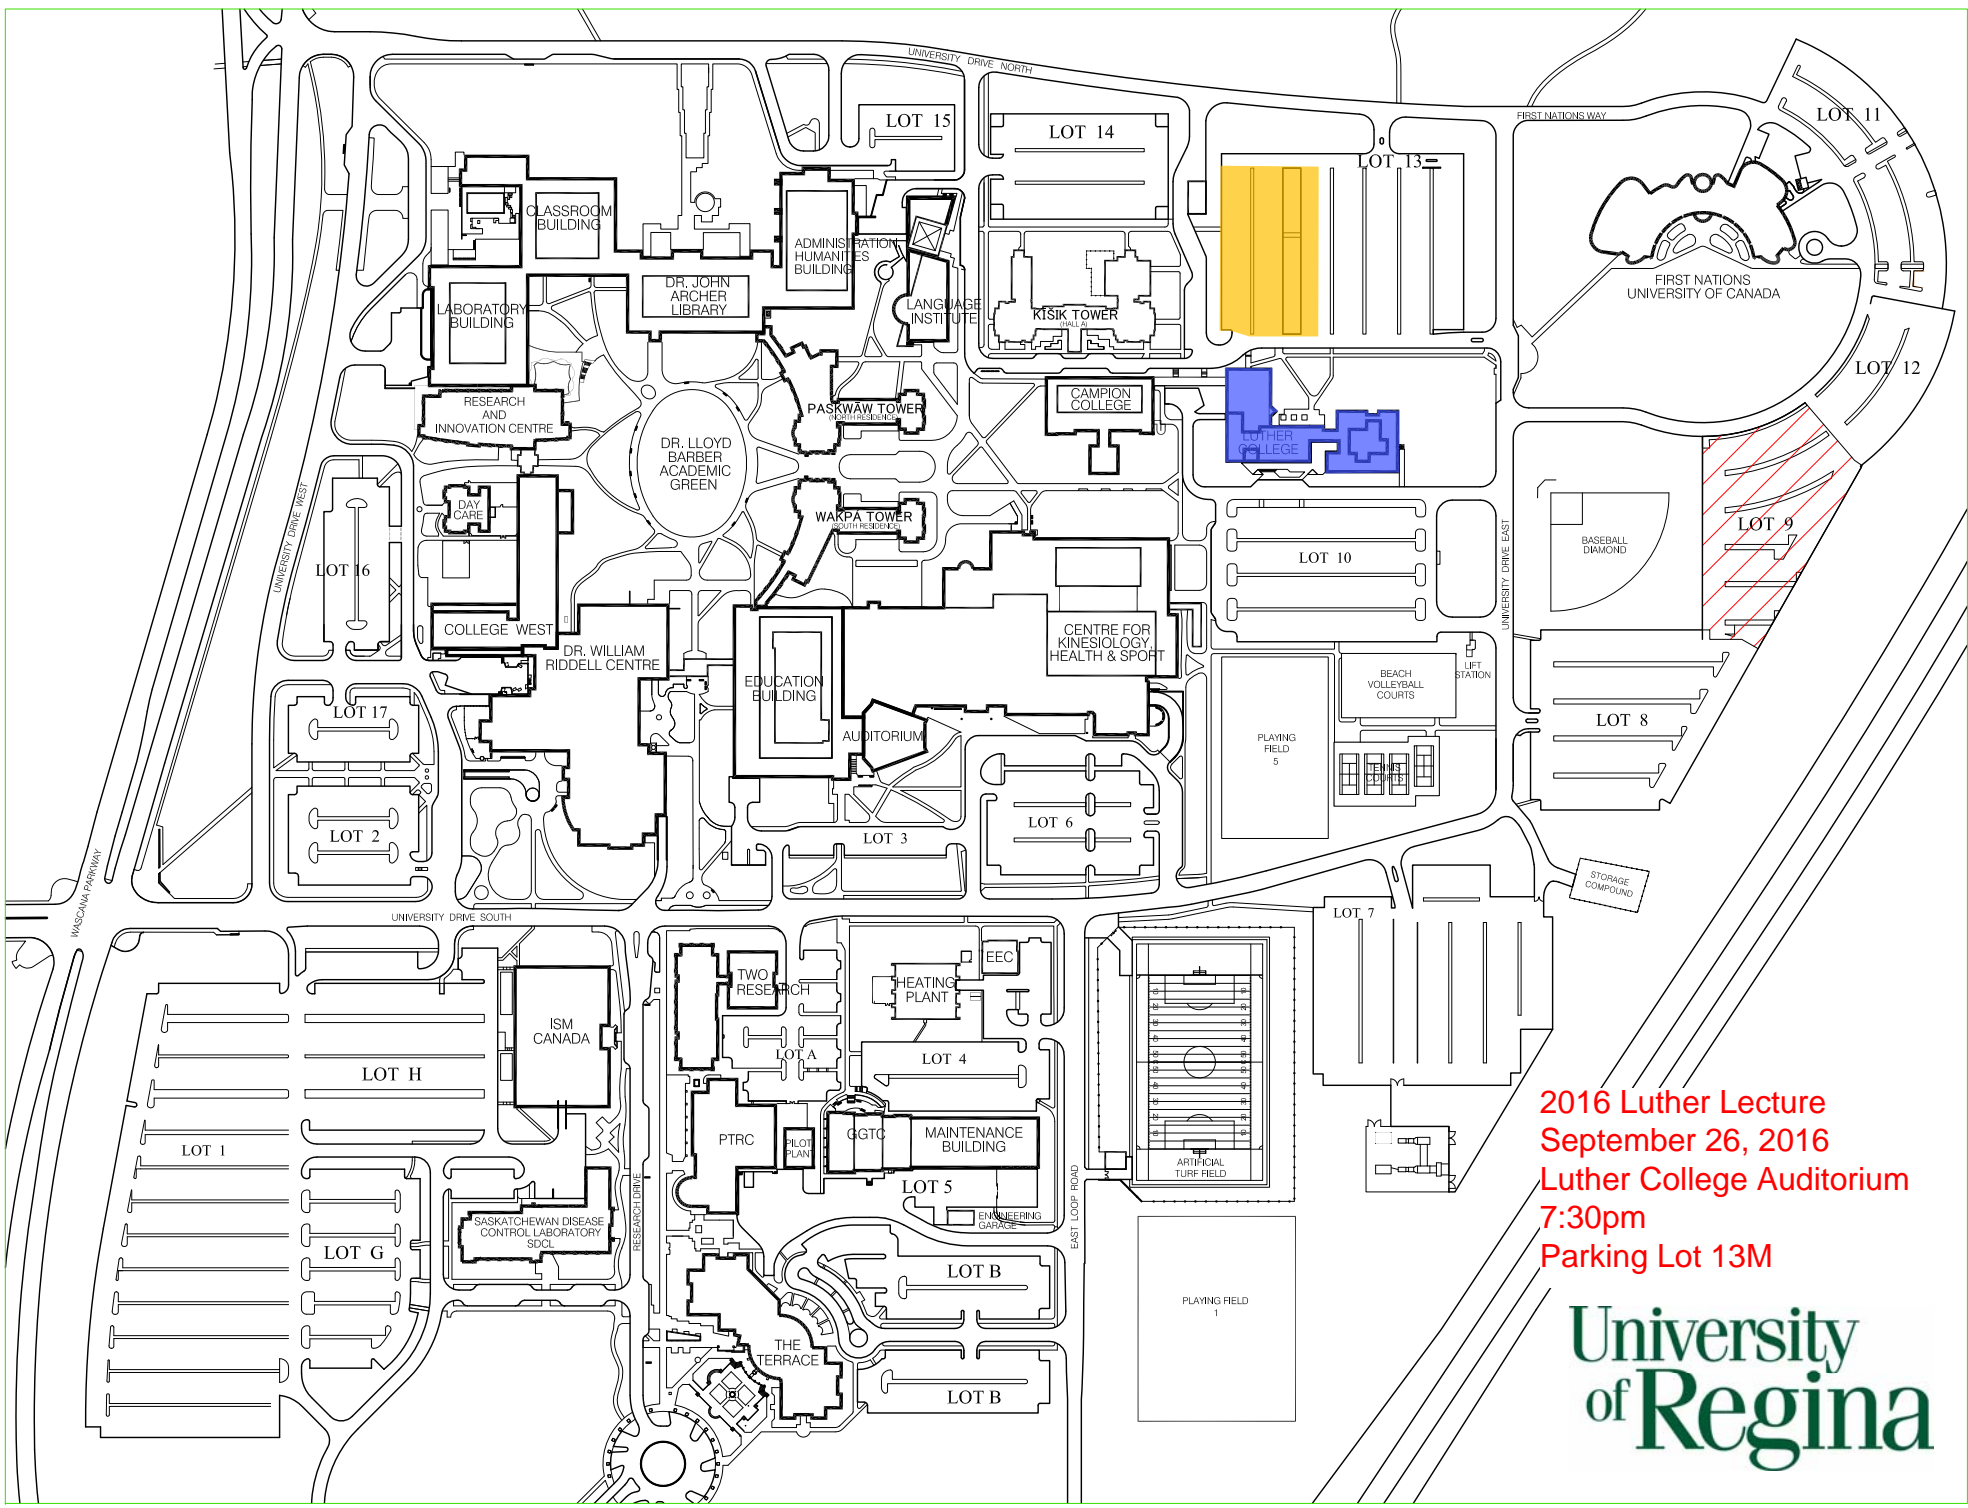 UNIVERSITY DRIVE NORTH
FIRST NATIONS WAY
LOT 11
LOT 15
LOT 14
LOT 13
CLASSROOM
BUILDING
ADMINISTRATION
HUMANITIES
BUILDING
DR. JOHN
ARCHER
LIBRARY
LABORATORY
BUILDING
LANGUAGE
INSTITUTE
KĪSIK TOWER
(HALL A)
FIRST NATIONS
UNIVERSITY OF CANADA
LOT 12
RESEARCH
AND
INNOVATION CENTRE
PASKWĀW TOWER
(NORTH RESIDENCE)
CAMPION
COLLEGE
LUTHER
COLLEGE
DR. LLOYD
BARBER
ACADEMIC
GREEN
DAY
CARE
WAKPÁ TOWER
(SOUTH RESIDENCE)
UNIVERSITY DRIVE WEST
LOT 16
LOT 10
UNIVERSITY DRIVE EAST
BASEBALL
DIAMOND
LOT 9
COLLEGE WEST
DR. WILLIAM
RIDDELL CENTRE
CENTRE FOR
KINESIOLOGY,
HEALTH & SPORT
EDUCATION
BUILDING
AUDITORIUM
BEACH
VOLLEYBALL
COURTS
LIFT
STATION
LOT 17
LOT 8
PLAYING
FIELD
5
TENNIS
COURTS
LOT 2
LOT 3
LOT 6
WASCANA PARKWAY
STORAGE
COMPOUND
UNIVERSITY DRIVE SOUTH
LOT 7
TWO
RESEARCH
HEATING
PLANT
EEC
ISM
CANADA
LOT A
LOT 4
LOT H
LOT 1
PTRC
PILOT
PLANT
GGTC
MAINTENANCE
BUILDING
ARTIFICIAL
TURF FIELD
LOT 5
ENGINEERING
GARAGE
RESEARCH DRIVE
EAST LOOP ROAD
SASKATCHEWAN DISEASE
CONTROL LABORATORY
SDCL
LOT G
LOT B
THE
TERRACE
LOT B
PLAYING FIELD
1
2016 Luther Lecture
September 26, 2016
Luther College Auditorium
7:30pm
Parking Lot 13M
University
of Regina